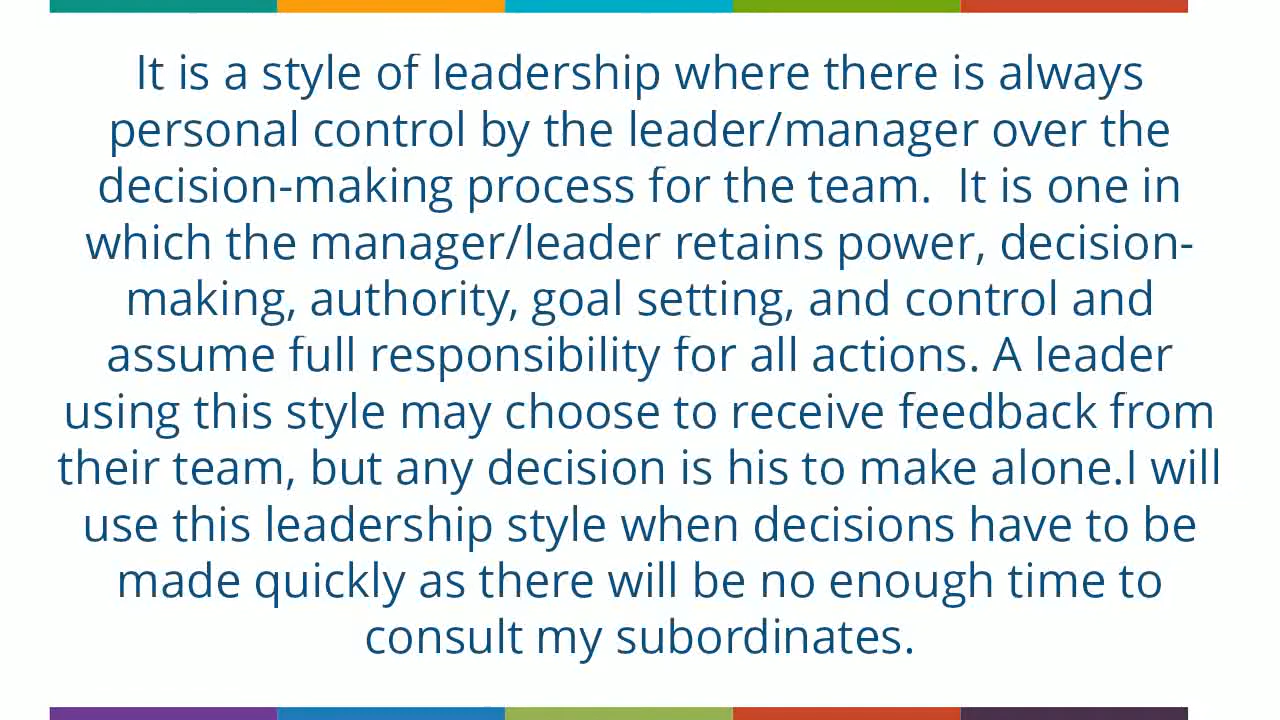 It is a style of leadership where there is always
personal control by the leader/manager over the
decision-making process for the team.  It is one in
which the manager/leader retains power, decision-
making, authority, goal setting, and control and
assume full responsibility for all actions. A leader
using this style may choose to receive feedback from
their team, but any decision is his to make alone.I will
use this leadership style when decisions have to be
made quickly as there will be no enough time to
consult my subordinates.